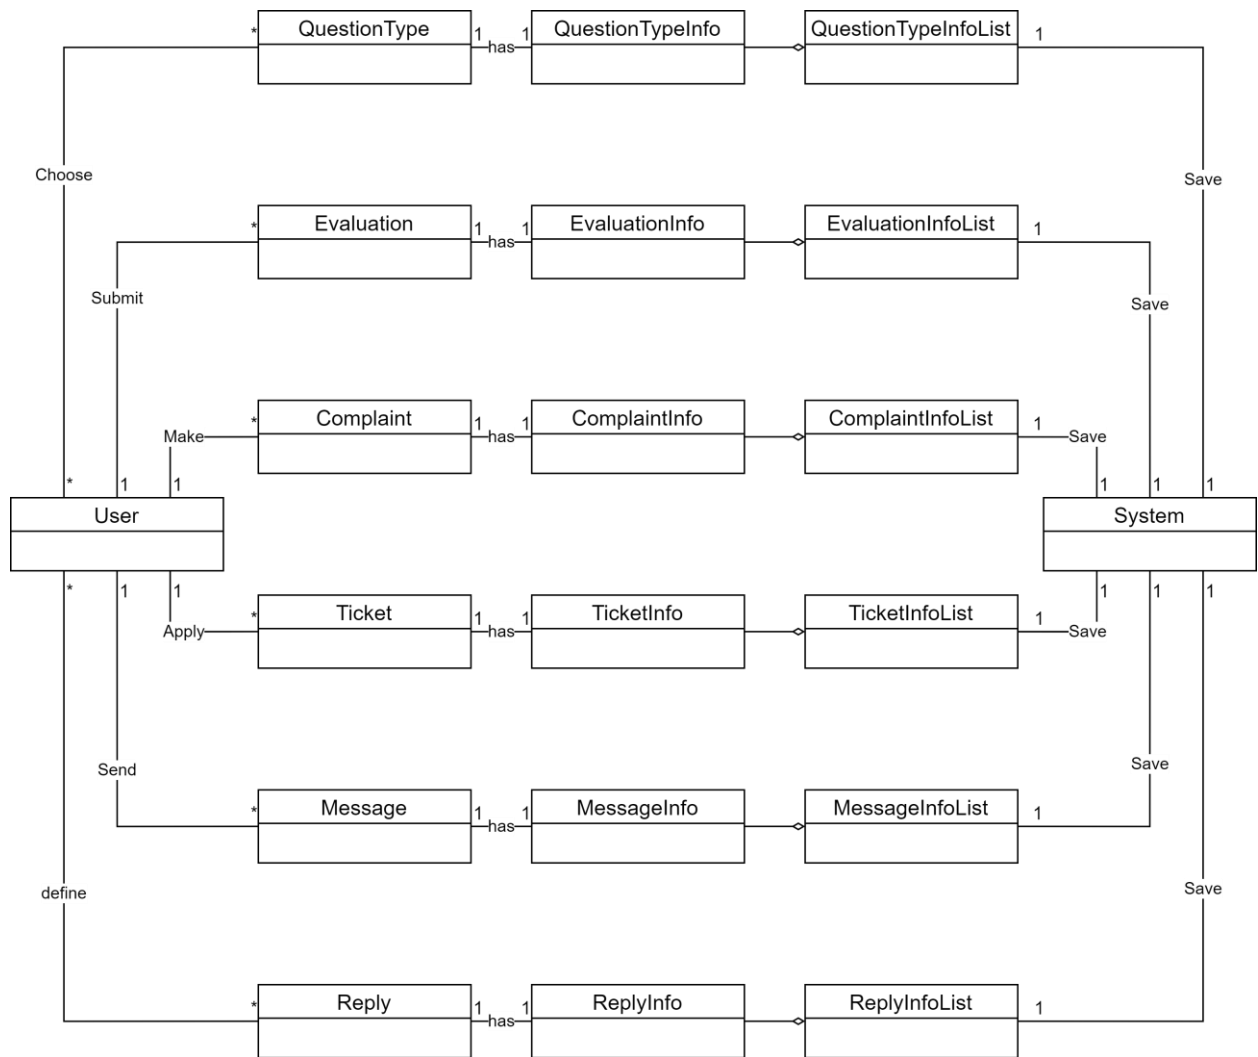 QuestionType
QuestionTypeInfo
QuestionTypeInfoList
* 1 has 1 1
Choose
Save
Evaluation
EvaluationInfo
EvaluationInfoList
* 1 has 1 1
Submit
Save
Complaint
ComplaintInfo
ComplaintInfoList
* 1 has 1 1
Make
Save
* 1 1
1 1 1
User
System
* 1 1
1 1 1
Ticket
TicketInfo
TicketInfoList
* 1 has 1 1
Apply
Save
Send
Save
Message
MessageInfo
MessageInfoList
* 1 has 1 1
define
Save
Reply
ReplyInfo
ReplyInfoList
* 1 has 1 1